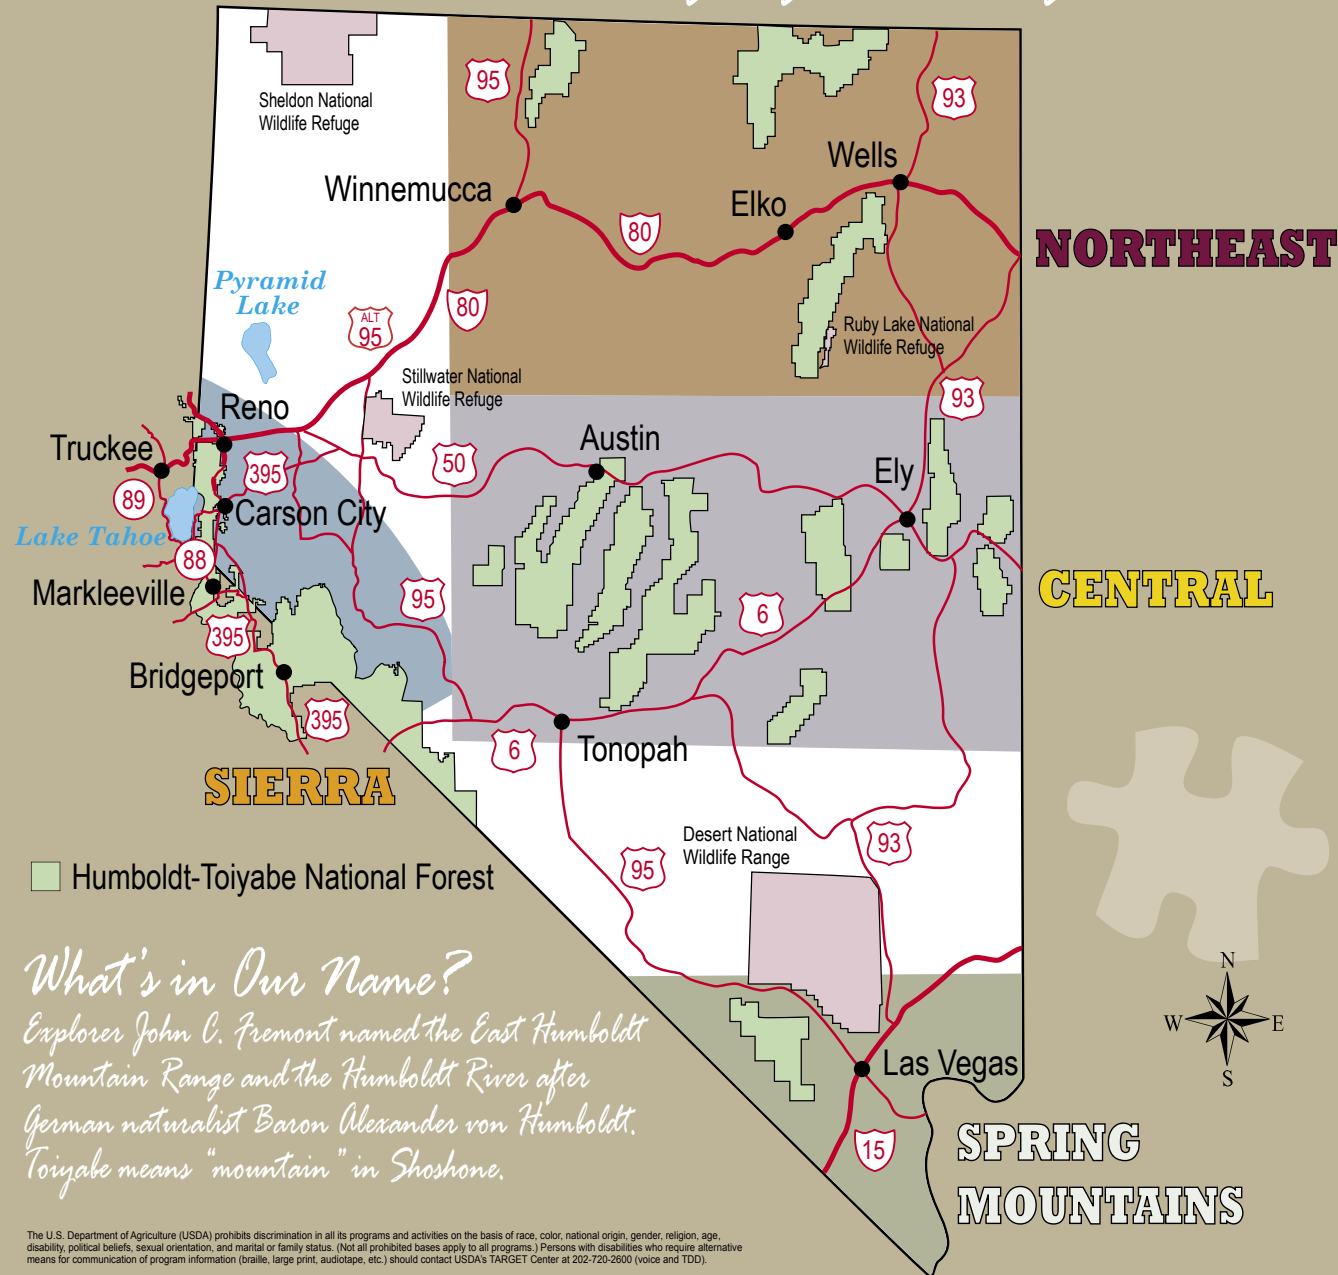 95
93
Sheldon National
Wildlife Refuge
Wells
Winnemucca
Elko
80
NORTHEAST
Pyramid
Lake
80
ALT
95
Ruby Lake National
Wildlife Refuge
Stillwater National
Wildlife Refuge
93
Reno
Truckee
Austin
50
395
Ely
89
Carson City
Lake Tahoe
88
Markleeville
95
6
CENTRAL
395
Bridgeport
395
6
Tonopah
SIERRA
Desert National
Wildlife Range
93
95
Humboldt-Toiyabe National Forest
What's in Our Name?
Explorer John C. Fremont named the East Humboldt
Mountain Range and the Humboldt River after
German naturalist Baron Alexander von Humboldt.
Toiyabe means "mountain" in Shoshone.
N
W
E
S
Las Vegas
15
SPRING
MOUNTAINS
The U.S. Department of Agriculture (USDA) prohibits discrimination in all its programs and activities on the basis of race, color, national origin, gender, religion, age,
disability, political beliefs, sexual orientation, and marital or family status. (Not all prohibited bases apply to all programs.) Persons with disabilities who require alternative
means for communication of program information (braille, large print, audiotape, etc.) should contact USDA's TARGET Center at 202-720-2600 (voice and TDD).